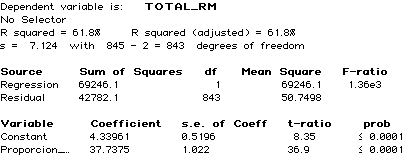 Dependent variable is: TOTAL_RM
No Selector
R squared = 61.8% R squared (adjusted) = 61.8%
s = 7.124 with 845 - 2 = 843 degrees of freedom
Source Sum of Squares df Mean Square F-ratio
Regression 69246.1 1 69246.1 1.36e3
Residual 42782.1 843 50.7498
Variable Coefficient s.e. of Coeff t-ratio prob
Constant 4.33961 0.5196 8.35 ≤ 0.0001
Proporcion_… 37.7375 1.022 36.9 ≤ 0.0001